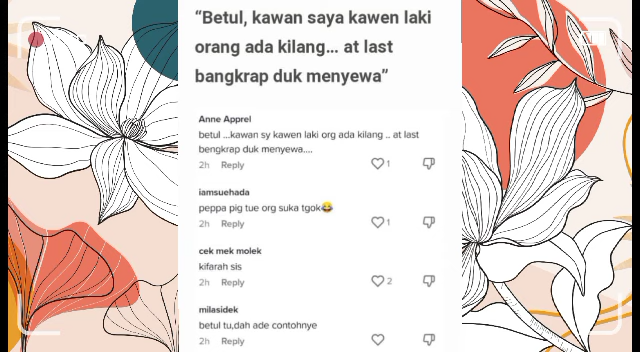 “Betul, kawan saya kawen laki
orang ada kilang... at last
bangkrap duk menyewa”
Anne Apprel
betul ...kawan sy kawen laki org ada kilang .. at last
bengkrap duk menyewa....
2h Reply 1
iamsuehada
peppa pig tue org suka tgok😂
2h Reply 1
cek mek molek
kifarah sis
2h Reply 2
milasidek
betul tu,dah ade contohnye
2h Reply